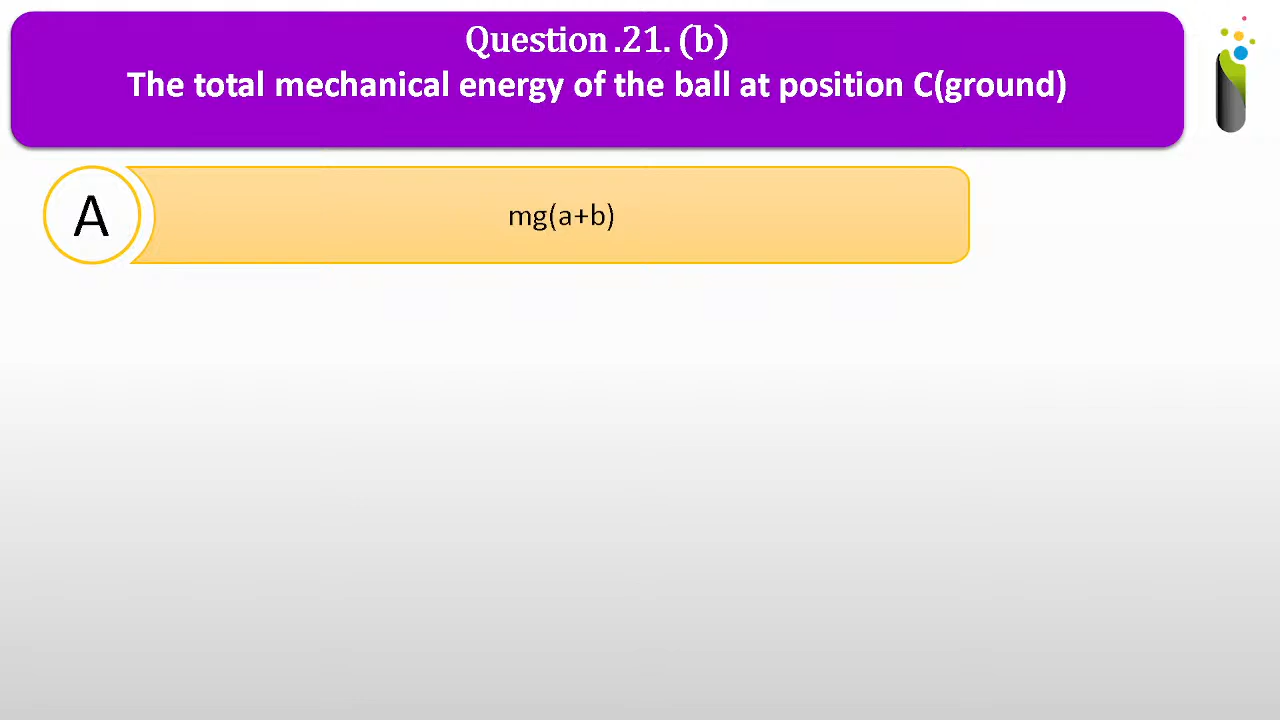 Question .21. (b)
The total mechanical energy of the ball at position C(ground)
A
mg(a+b)